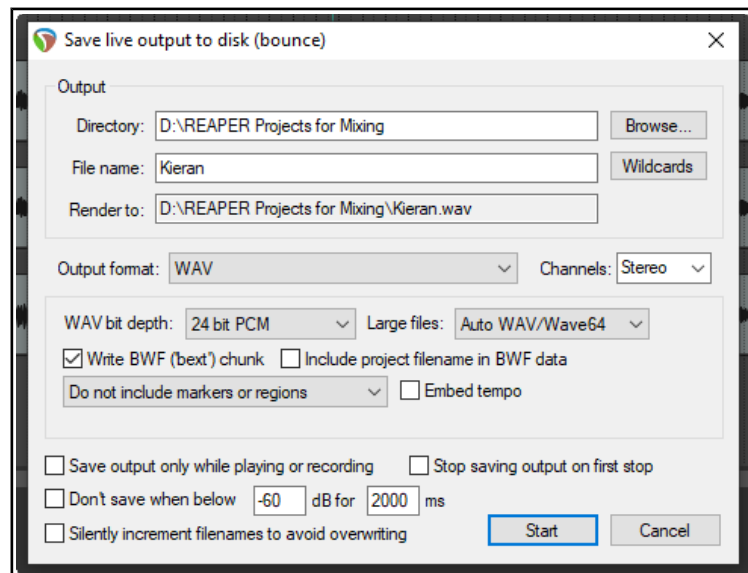 Save live output to disk (bounce)
Output
Directory: D:\REAPER Projects for Mixing Browse...
File name: Kieran Wildcards
Render to: D:\REAPER Projects for Mixing\Kieran.wav
Output format: WAV Channels: Stereo
WAV bit depth: 24 bit PCM Large files: Auto WAV/Wave64
Write BWF ('bext') chunk Include project filename in BWF data
Do not include markers or regions Embed tempo
Save output only while playing or recording Stop saving output on first stop
Don't save when below -60 dB for 2000 ms
Silently increment filenames to avoid overwriting Start Cancel